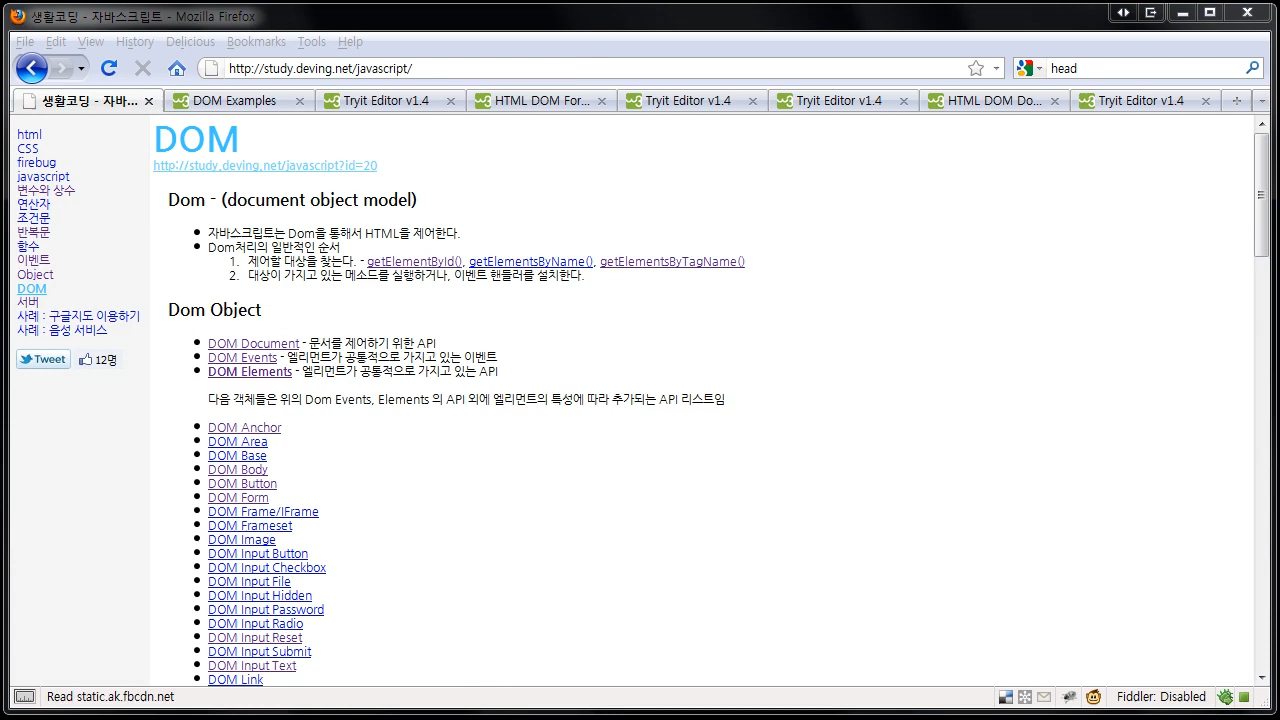 생활코딩 - 자바스크립트 - Mozilla Firefox
File Edit View History Delicious Bookmarks Tools Help
http://study.deving.net/javascript/
head
생활코딩 - 자바...
DOM Examples
Tryit Editor v1.4
HTML DOM For...
Tryit Editor v1.4
Tryit Editor v1.4
HTML DOM Do...
Tryit Editor v1.4
html
CSS
firebug
javascript
변수와 상수
연산자
조건문
반복문
함수
이벤트
Object
DOM
서버
사례 : 구글지도 이용하기
사례 : 음성 서비스
Tweet
12명
DOM
http://study.deving.net/javascript?id=20
Dom - (document object model)
자바스크립트는 Dom을 통해서 HTML을 제어한다.
Dom처리의 일반적인 순서
1. 제어할 대상을 찾는다. - getElementById(), getElementsByName(), getElementsByTagName()
2. 대상이 가지고 있는 메소드를 실행하거나, 이벤트 핸들러를 설치한다.
Dom Object
DOM Document - 문서를 제어하기 위한 API
DOM Events - 엘리먼트가 공통적으로 가지고 있는 이벤트
DOM Elements - 엘리먼트가 공통적으로 가지고 있는 API
다음 객체들은 위의 Dom Events, Elements 의 API 외에 엘리먼트의 특성에 따라 추가되는 API 리스트임
DOM Anchor
DOM Area
DOM Base
DOM Body
DOM Button
DOM Form
DOM Frame/IFrame
DOM Frameset
DOM Image
DOM Input Button
DOM Input Checkbox
DOM Input File
DOM Input Hidden
DOM Input Password
DOM Input Radio
DOM Input Reset
DOM Input Submit
DOM Input Text
DOM Link
Read static.ak.fbcdn.net
Fiddler: Disabled